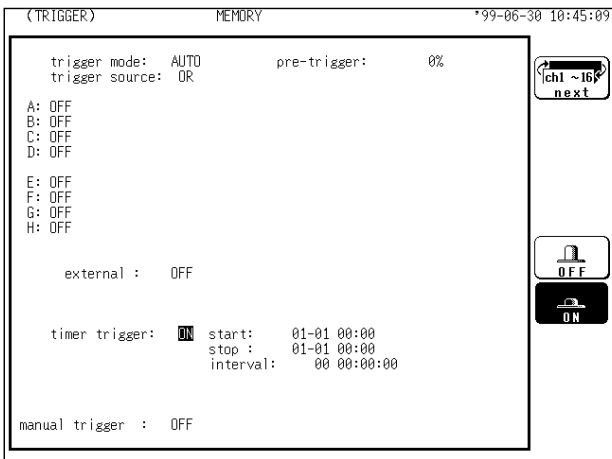 (TRIGGER) MEMORY '99-06-30 10:45:09
trigger mode: AUTO pre-trigger: 0%
trigger source: OR
ch1 ~16
next
A: OFF
B: OFF
C: OFF
D: OFF
E: OFF
F: OFF
G: OFF
H: OFF
external : OFF
OFF
ON
timer trigger: ON start: 01-01 00:00
stop : 01-01 00:00
interval: 00 00:00:00
manual trigger : OFF